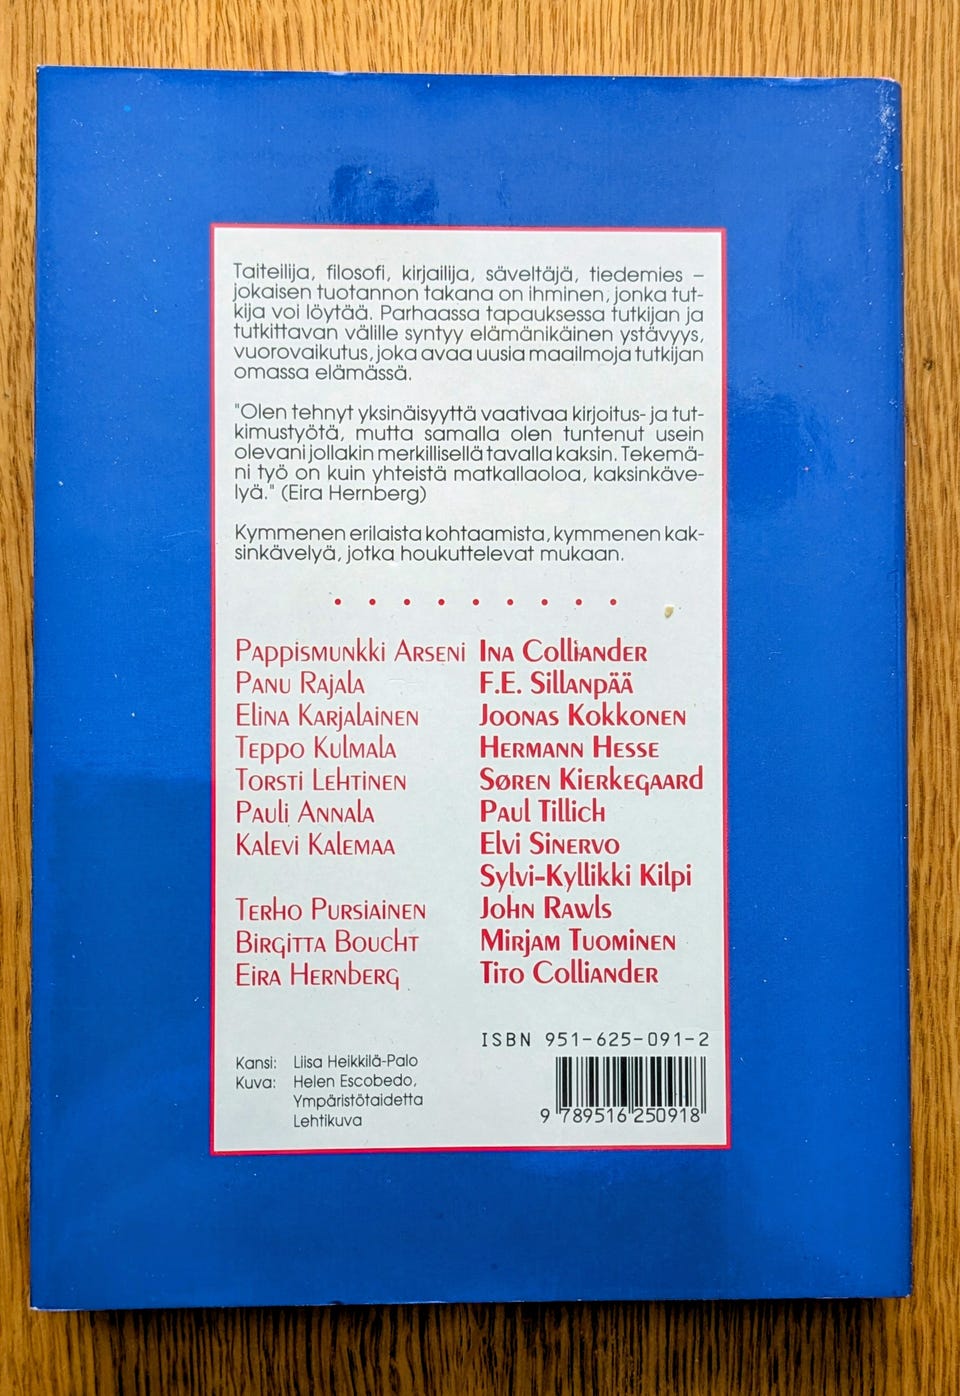 Taiteilija, filosofi, kirjailija, säveltäjä, tiedemies –
jokaisen tuotannon takana on ihminen, jonka tut-
kija voi löytää. Parhaassa tapauksessa tutkijan ja
tutkittavan välille syntyy elämänikäinen ystävyys,
vuorovaikutus, joka avaa uusia maailmoja tutkijan
omassa elämässä.
"Olen tehnyt yksinäisyyttä vaativaa kirjoitus- ja tut-
kimustyötä, mutta samalla olen tuntenut usein
olevani jollakin merkillisellä tavalla kaksin. Tekemä-
ni työ on kuin yhteistä matkallaoloa, kaksinkäve-
lyä." (Eira Hernberg)
Kymmenen erilaista kohtaamista, kymmenen kak-
sinkävelyä, jotka houkuttelevat mukaan.
Pappismunkki Arseni Ina Colliander
Panu Rajala F.E. Sillanpää
Elina Karjalainen Joonas Kokkonen
Teppo Kulmala Hermann Hesse
Torsti Lehtinen Søren Kierkegaard
Pauli Annala Paul Tillich
Kalevi Kalemaa Elvi Sinervo
Sylvi-Kyllikki Kilpi
Terho Pursiainen John Rawls
Birgitta Boucht Mirjam Tuominen
Eira Hernberg Tito Colliander
ISBN 951-625-091-2
Kansi: Liisa Heikkilä-Palo
Kuva: Helen Escobedo,
Ympäristötaidetta
Lehtikuva
9 789516 250918